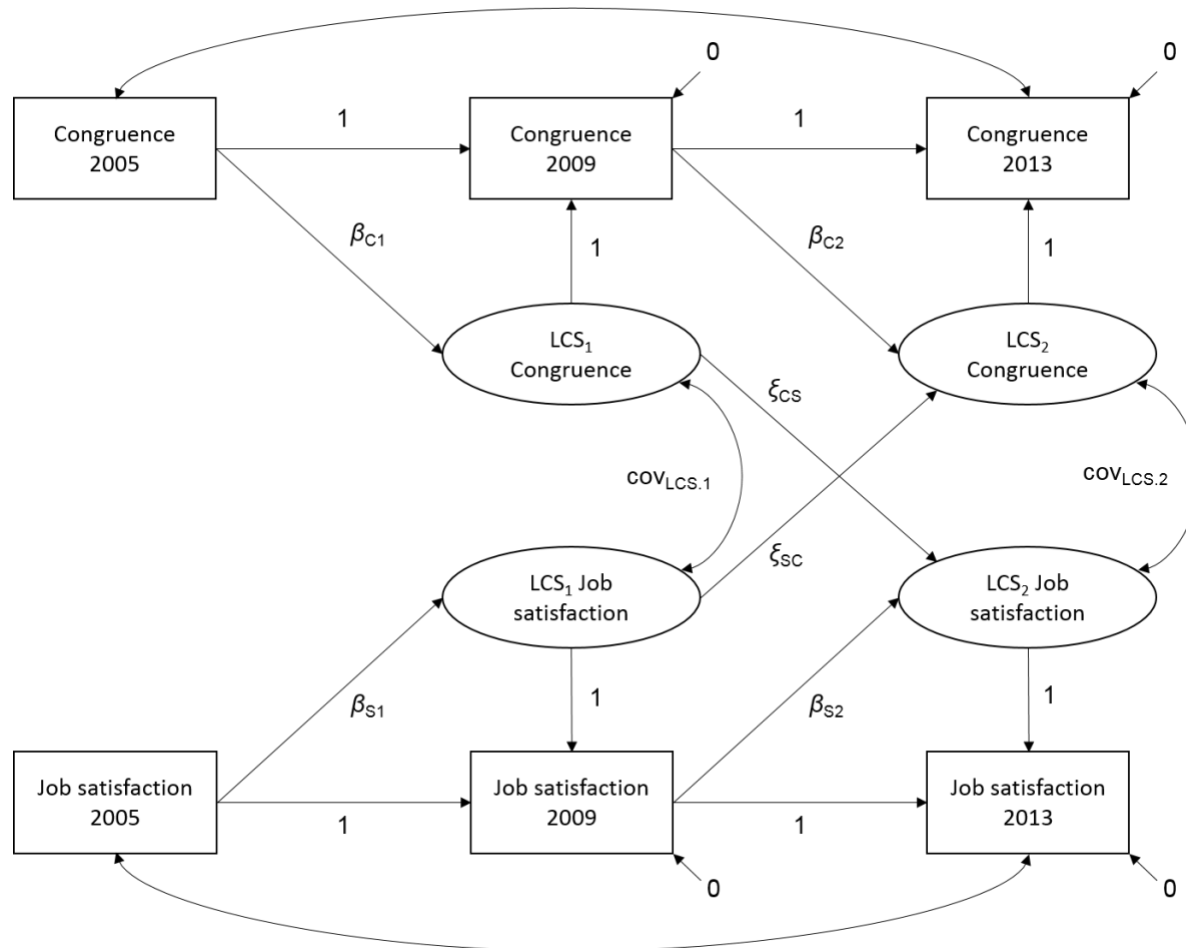 0
0
Congruence
2005
1
Congruence
2009
1
Congruence
2013
βC1
1
βC2
1
LCS1
Congruence
LCS2
Congruence
ξCS
covLCS.1
covLCS.2
ξSC
LCS1 Job
satisfaction
LCS2 Job
satisfaction
βS1
1
βS2
1
Job satisfaction
2005
1
Job satisfaction
2009
1
Job satisfaction
2013
0
0